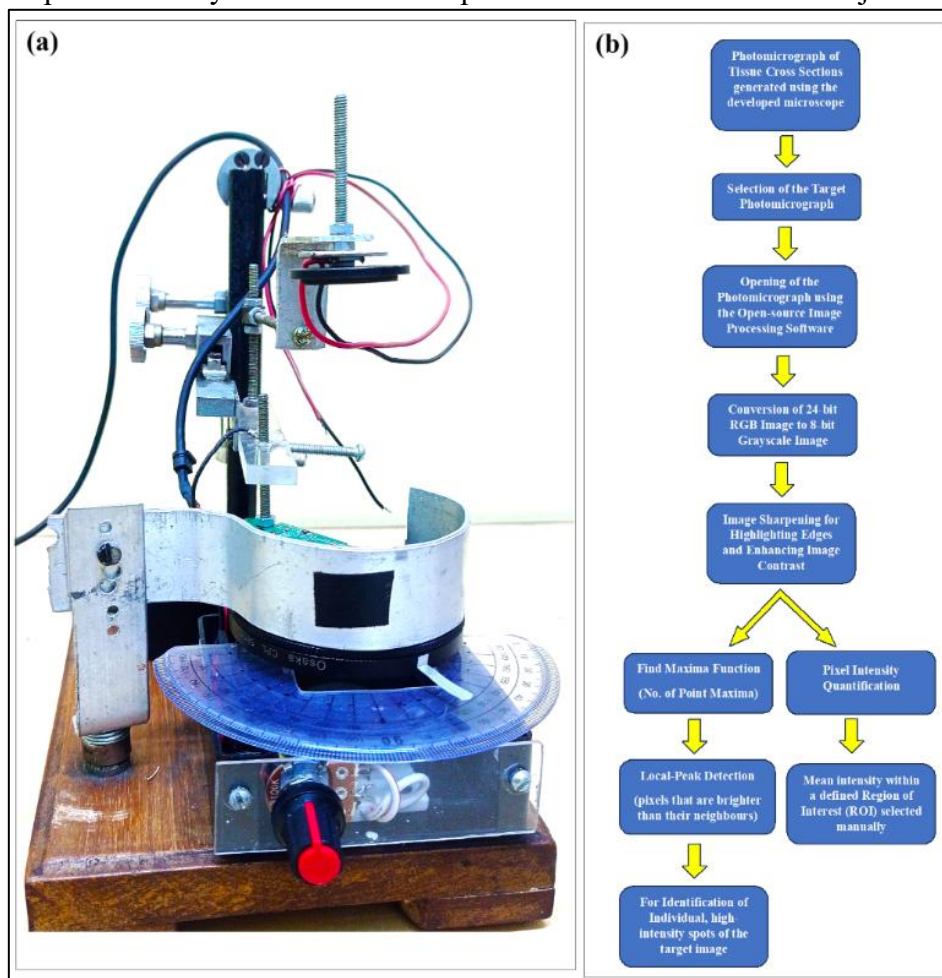 (a)
Osaka CPL
100K
90
(b)
Photomicrograph of
Tissue Cross Sections
generated using the
developed microscope
Selection of the Target
Photomicrograph
Opening of the
Photomicrograph using
the Open-source Image
Processing Software
Conversion of 24-bit
RGB Image to 8-bit
Grayscale Image
Image Sharpening for
Highlighting Edges
and Enhancing Image
Contrast
Find Maxima Function
(No. of Point Maxima)
Pixel Intensity
Quantification
Local-Peak Detection
(pixels that are brighter
than their neighbours)
Mean intensity within
a defined Region of
Interest (ROI) selected
manually
For Identification of
Individual, high-
intensity spots of the
target image